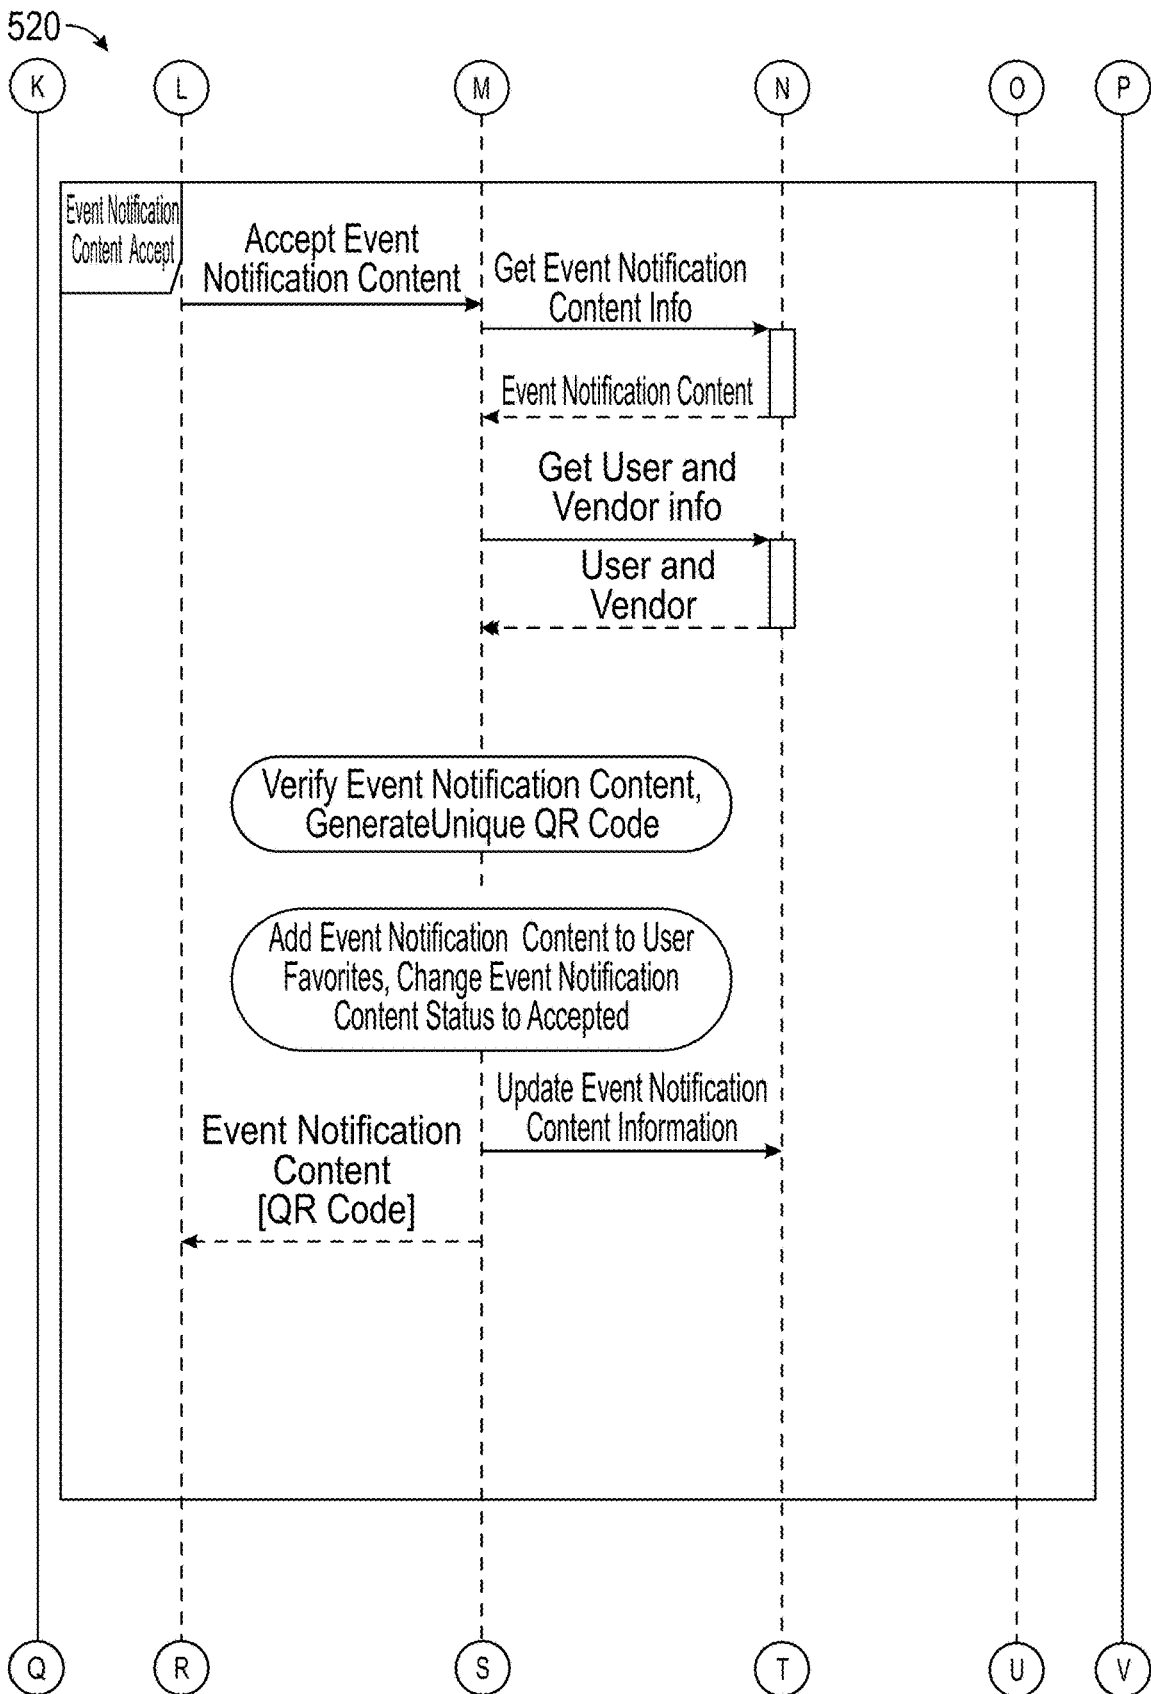 520
K
L
M
N
O
P
Event Notification
Content Accept
Accept Event
Notification Content
Get Event Notification
Content Info
Event Notification Content
Get User and
Vendor info
User and
Vendor
Verify Event Notification Content,
GenerateUnique QR Code
Add Event Notification Content to User
Favorites, Change Event Notification
Content Status to Accepted
Update Event Notification
Content Information
Event Notification
Content
[QR Code]
Q
R
S
T
U
V